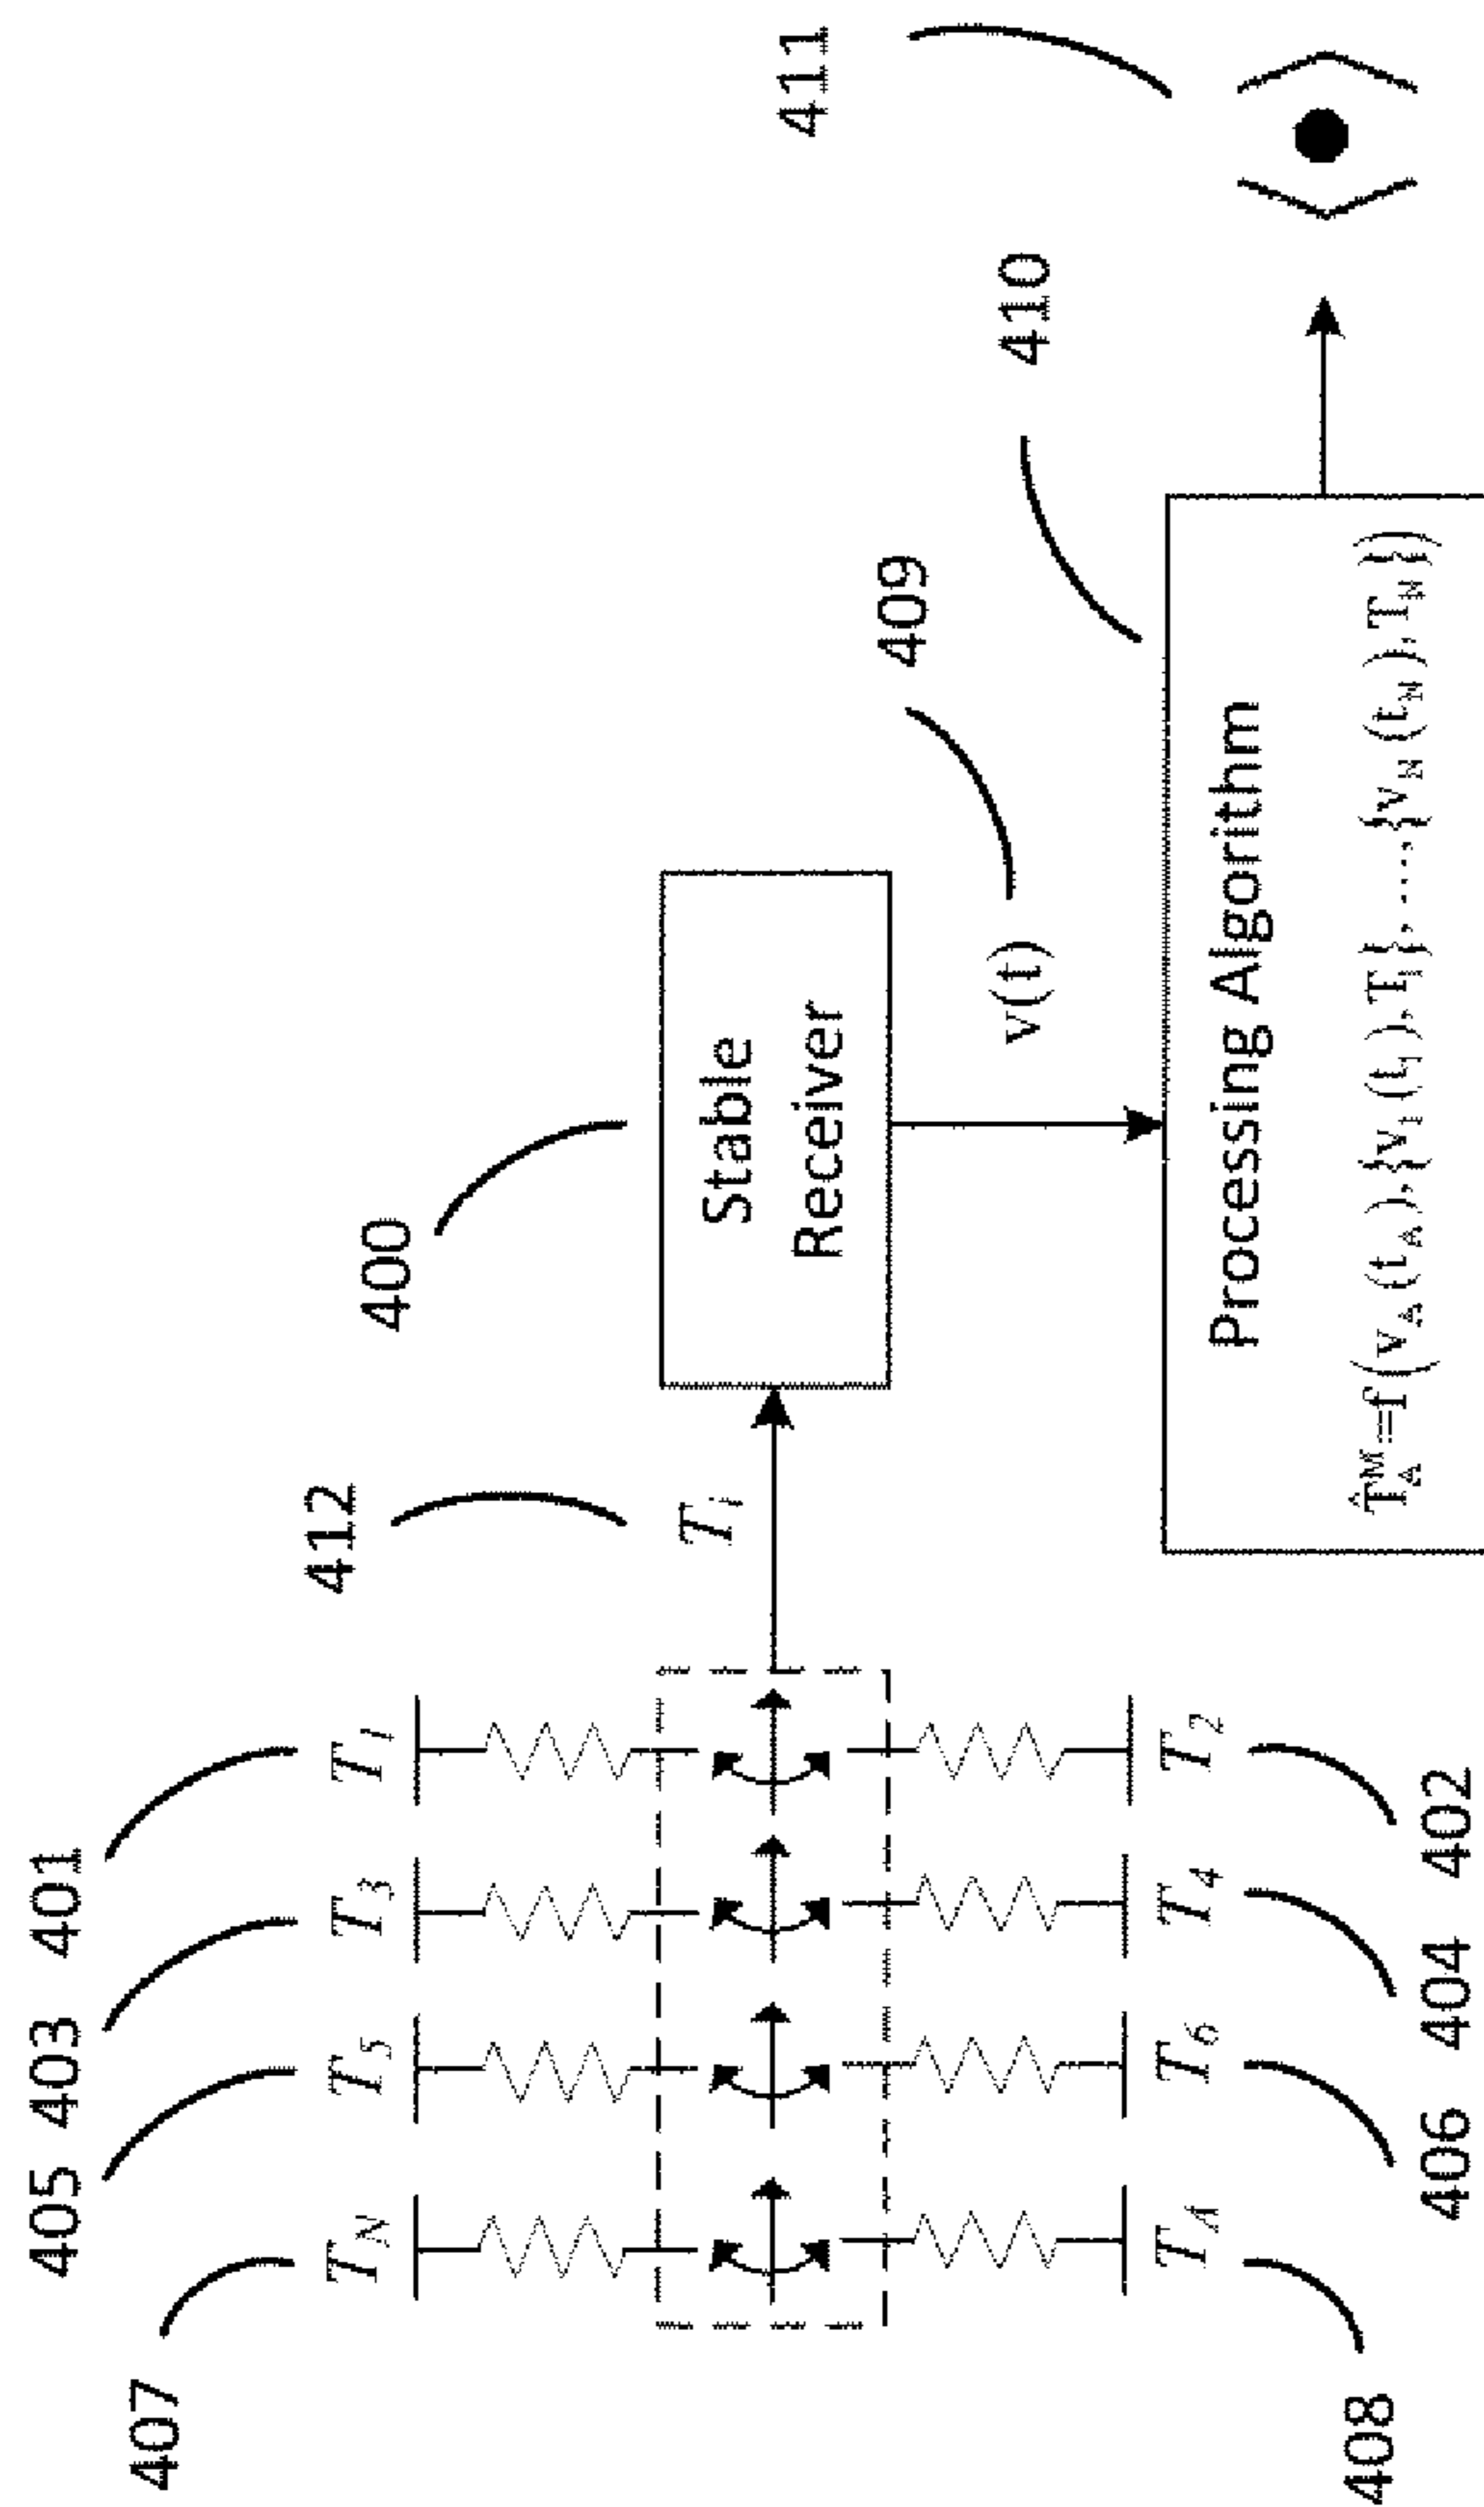 407
405
403
401
T_N
T_5
T_3
T_1
412
400
T_i
Stable
Receiver
409
v(t)
410
411
T_A
T_6
T_4
T_2
408
406
404
402
Processing Algorithm
T̂_A^M=f(v_A(t_A),{v_1(t_1),T_1},...{v_N(t_N),T_N})